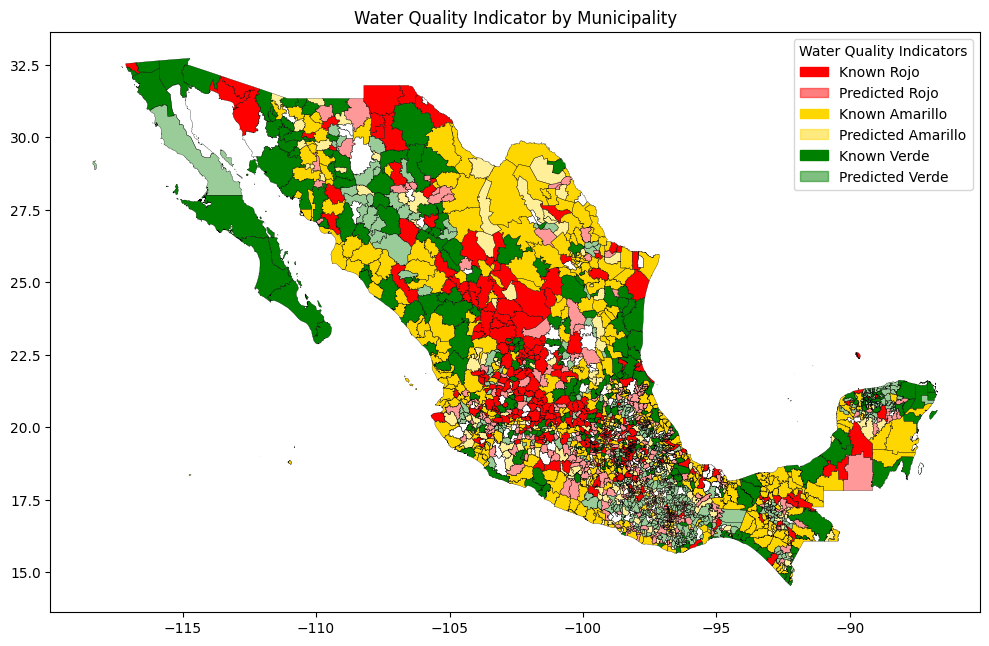 Water Quality Indicator by Municipality
Water Quality Indicators
Known Rojo
Predicted Rojo
Known Amarillo
Predicted Amarillo
Known Verde
Predicted Verde
32.5
30.0
27.5
25.0
22.5
20.0
17.5
15.0
−115
−110
−105
−100
−95
−90